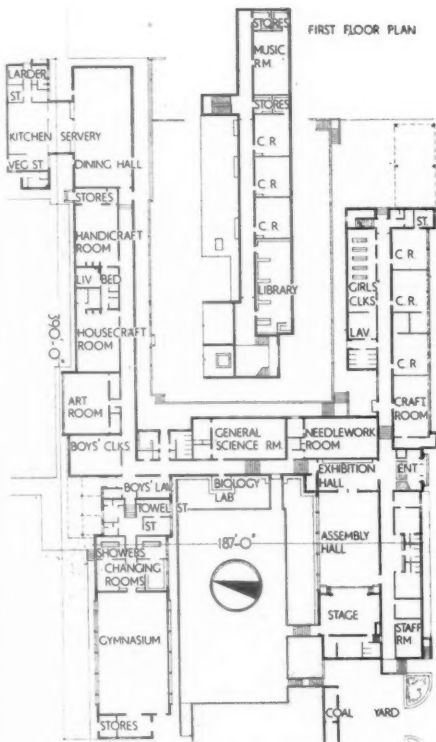 FIRST FLOOR PLAN
STORES
MUSIC
RM.
STORES
C. R
C. R
C. R
LIBRARY
LARDER
ST.
KITCHEN SERVERY
VEG ST.
DINING HALL
STORES
HANDICRAFT
ROOM
LIV BED
HOUSECRAFT
ROOM
390'-0"
ART
ROOM
BOYS' CLKS
ST.
C. R.
GIRLS
CLKS
C. R.
LAV.
C. R
CRAFT
ROOM
GENERAL
SCIENCE RM.
NEEDLEWORK
ROOM
EXHIBITION
HALL
ENT.
BOYS' LAV.
BIOLOGY
LAB
TOWEL ST
ST
187'-0"
ASSEMBLY
HALL
SHOWERS
CHANGING
ROOMS
STAGE
STAFF
RM.
GYMNASIUM
STORES
COAL YARD